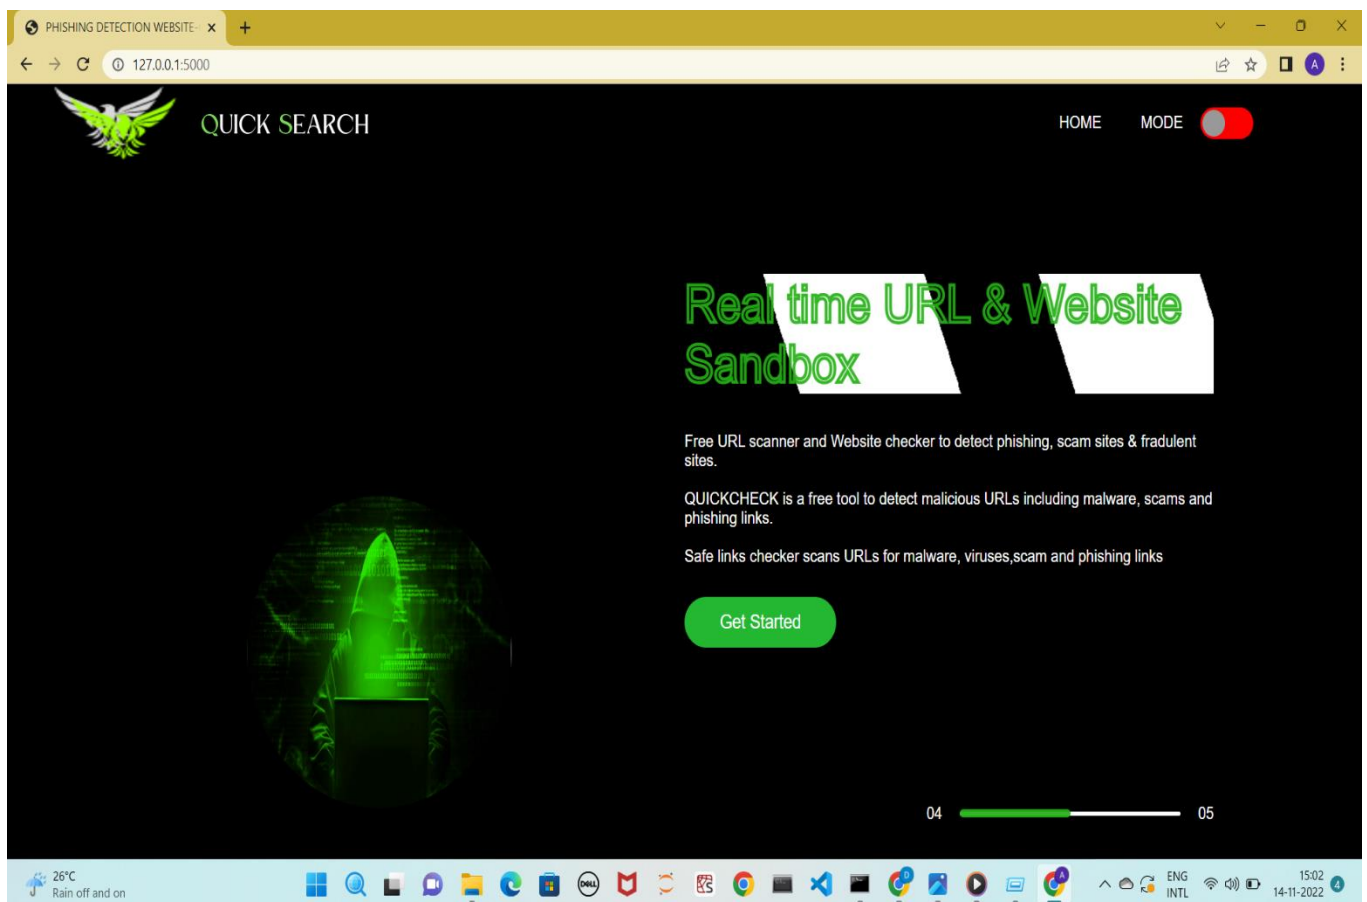 PHISHING DETECTION WEBSITE-
127.0.0.1:5000
A
QUICK SEARCH
HOME MODE
Real time URL & Website
Sandbox
Free URL scanner and Website checker to detect phishing, scam sites & fradulent
sites.
QUICKCHECK is a free tool to detect malicious URLs including malware, scams and
phishing links.
Safe links checker scans URLs for malware, viruses,scam and phishing links
Get Started
04 05
26°C
Rain off and on
DELL
ENG
INTL
15:02
14-11-2022
4